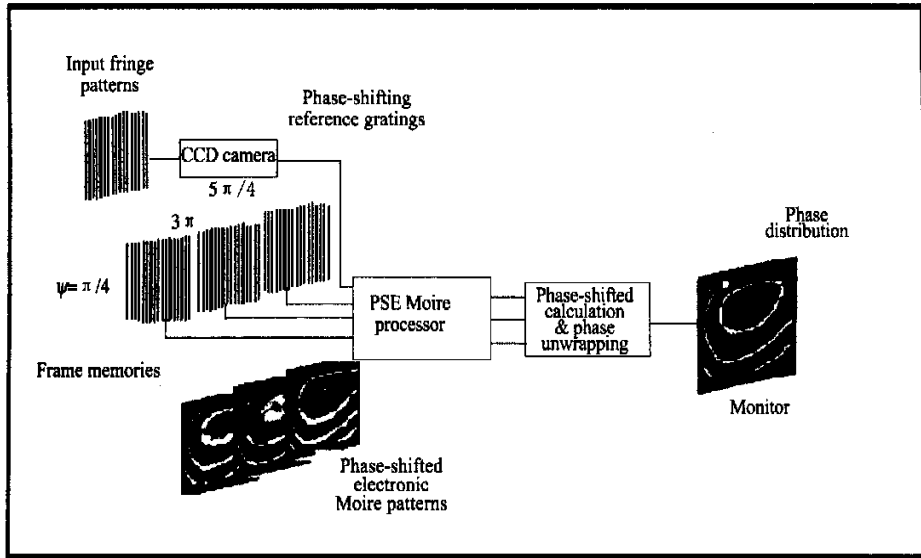 Input fringe
patterns
Phase-shifting
reference gratings
CCD camera
5 π /4
3 π
ψ= π /4
Phase
distribution
PSE Moire
processor
Phase-shifted
calculation
& phase
unwrapping
Frame memories
Monitor
Phase-shifted
electronic
Moire patterns